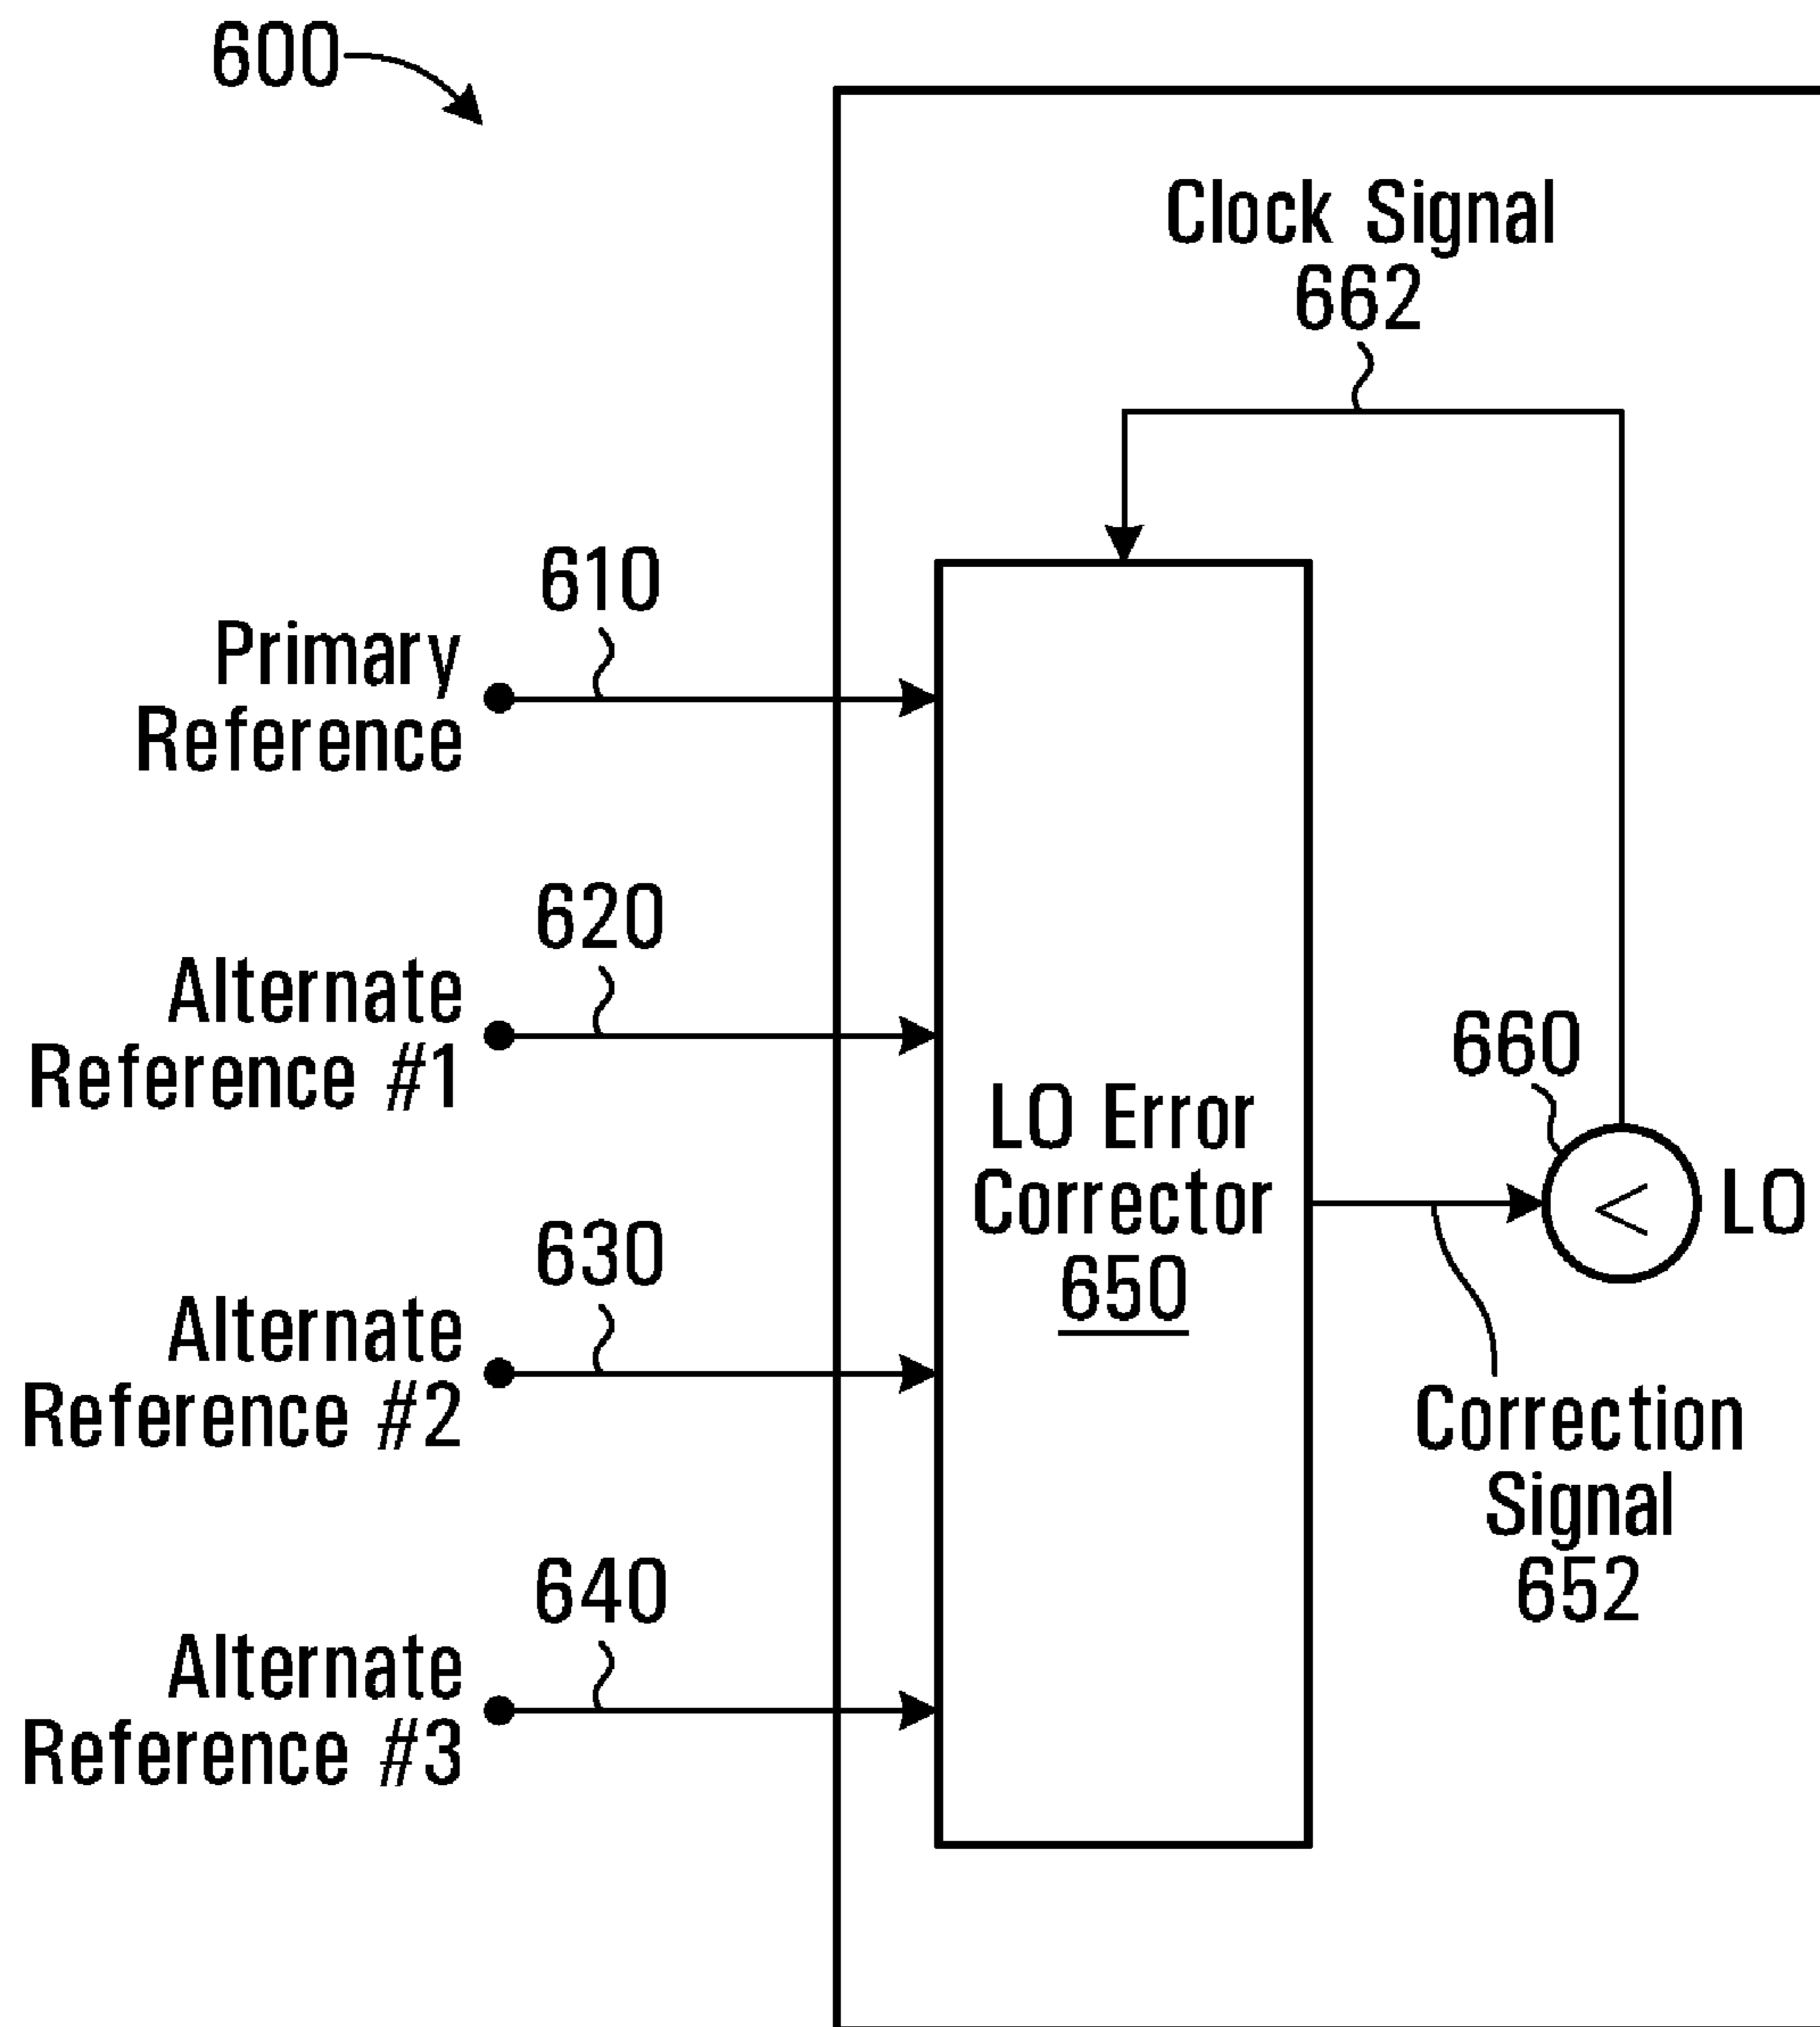 600
Clock Signal
662
610
Primary
Reference
620
Alternate
Reference #1
LO Error
Corrector
650
660
< LO
630
Alternate
Reference #2
Correction
Signal
652
640
Alternate
Reference #3